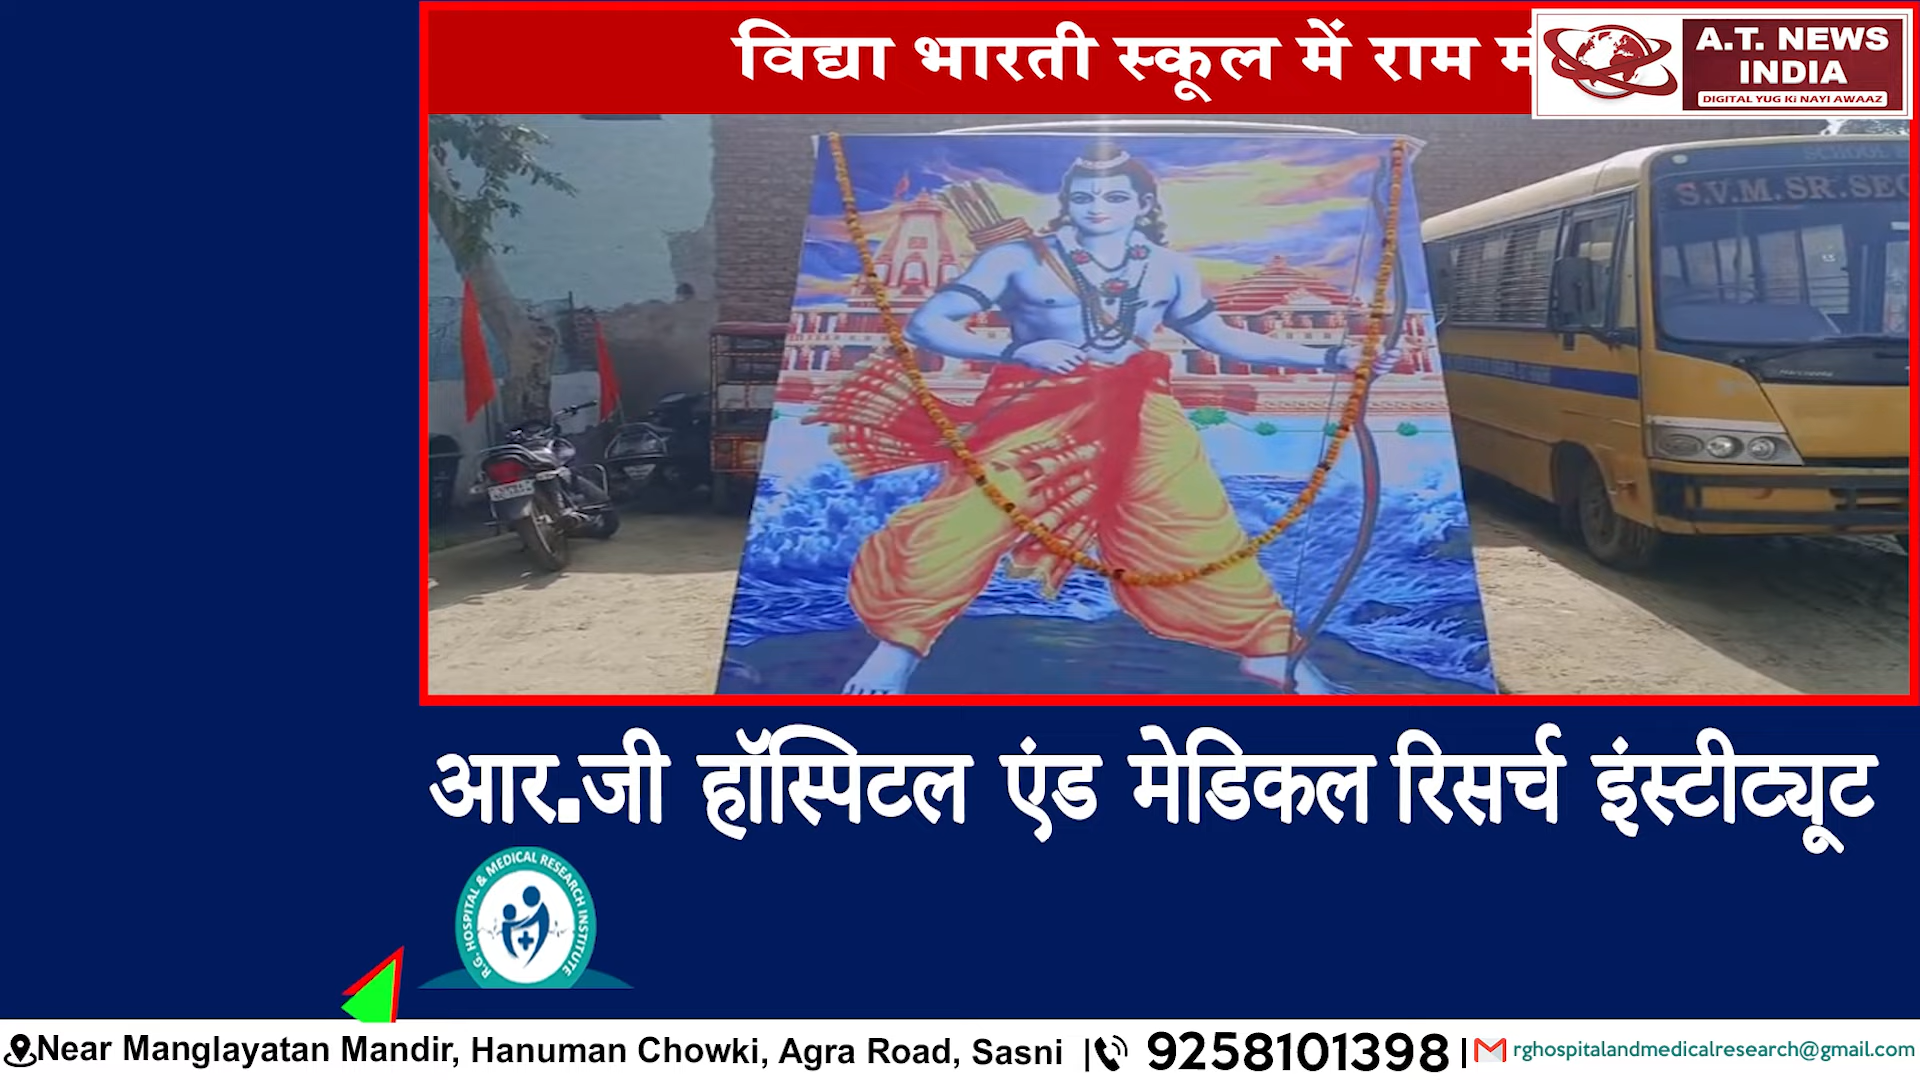 विद्या भारती स्कूल में राम
A.T. NEWS
INDIA
DIGITAL YUG Ki NAYI AWAAZ
S.V.M.SR.SEC
आर.जी हॉस्पिटल एंड मेडिकल रिसर्च इंस्टीट्यूट
R.G. HOSPITAL & MEDICAL RESEARCH INSTITUTE
Near Manglayatan Mandir, Hanuman Chowki, Agra Road, Sasni | 9258101398 | rghospitalandmedicalresearch@gmail.com